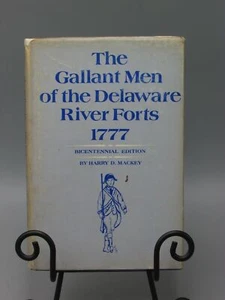 The
Gallant Men
of the Delaware
River Forts
1777
BICENTENNIAL EDITION
BY HARRY D. MACKEY